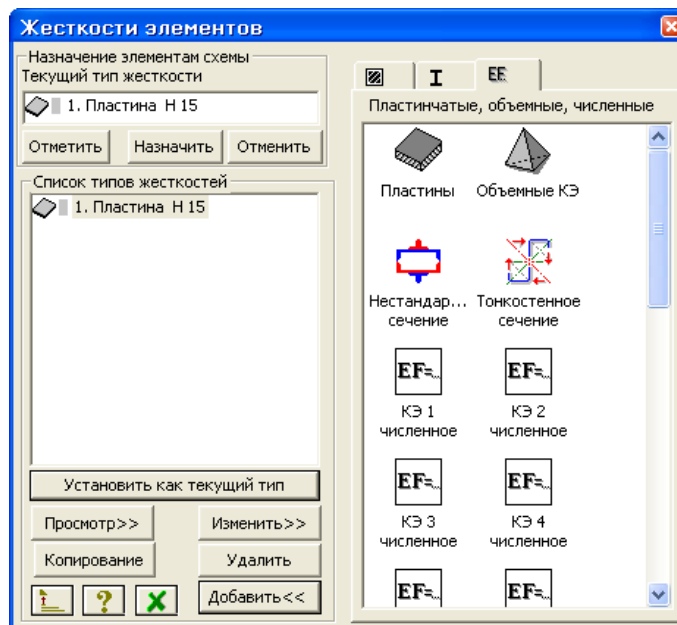 Жесткости элементов
Назначение элементам схемы
Текущий тип жесткости
1. Пластина Н 15
Отметить Назначить Отменить
Список типов жесткостей
1. Пластина Н 15
Установить как текущий тип
Просмотр>> Изменить>>
Копирование Удалить
? Добавить<<
I EF
Пластинчатые, объемные, численные
Пластины Объемные КЭ
Нестандар... Тонкостенное
сечение сечение
EF=... EF=...
КЭ 1 КЭ 2
численное численное
EF=... EF=...
КЭ 3 КЭ 4
численное численное
EF=... EF=...